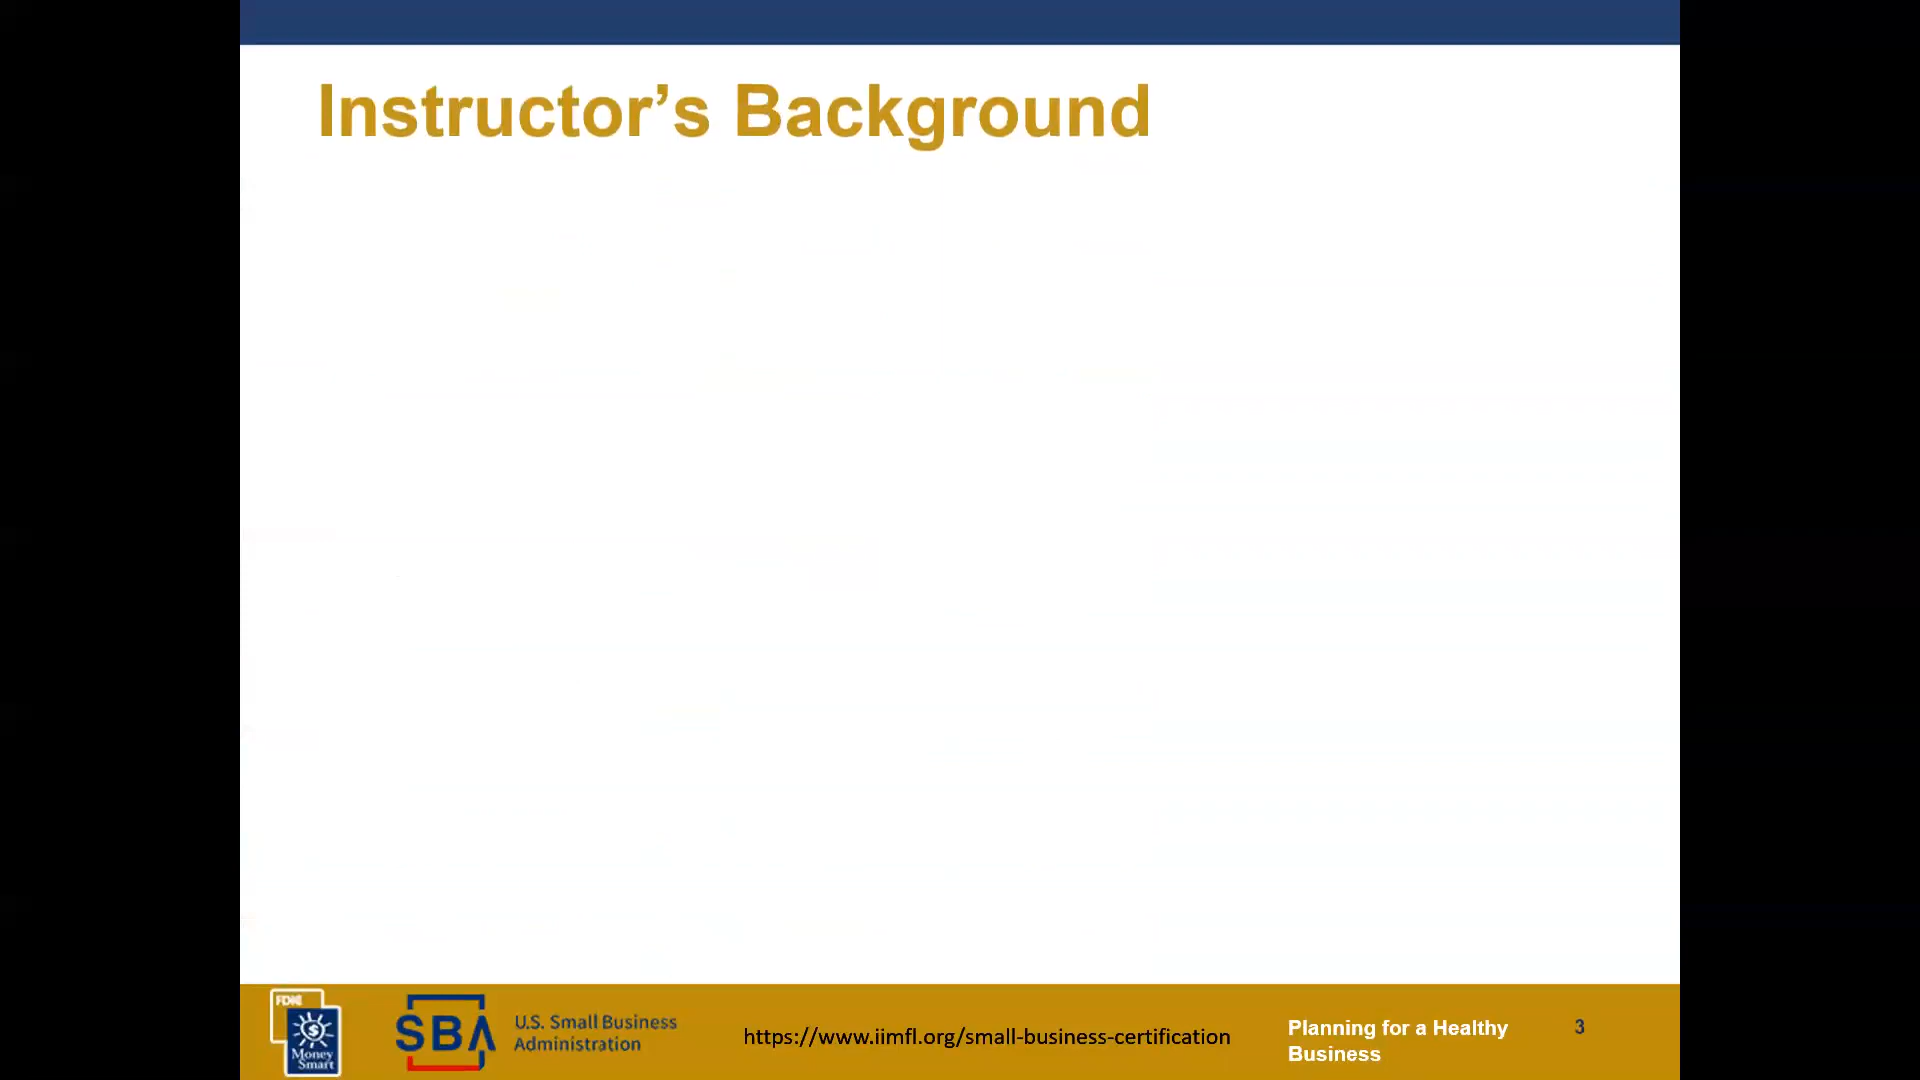 Instructor’s Background
FDIC
Money
Smart
SBA
U.S. Small Business
Administration
https://www.iimfl.org/small-business-certification
Planning for a Healthy
Business
3